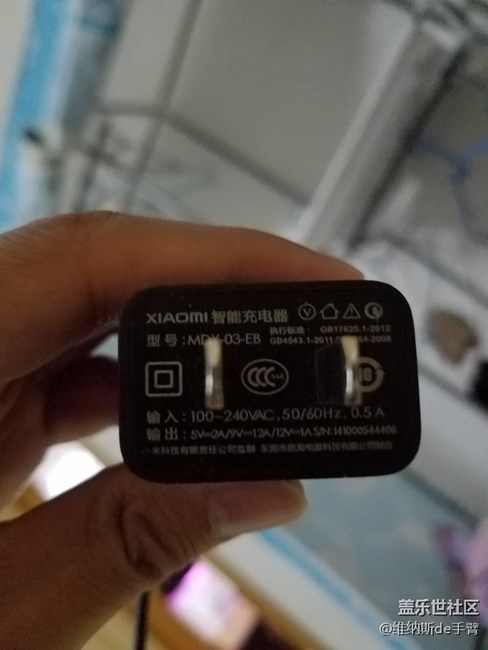 XIAOMI 智能充电器
执行标准: GB17625.1-2012
型号:MDY-03-EB
GB4943.1-2011
CCC
输入:100~240VAC,50/60Hz,0.5A
输出:5V=2A/9V=1.2A/12V=1A S/N:141000544406
小米科技有限责任公司监制
盖乐世社区
@维纳斯de手臂